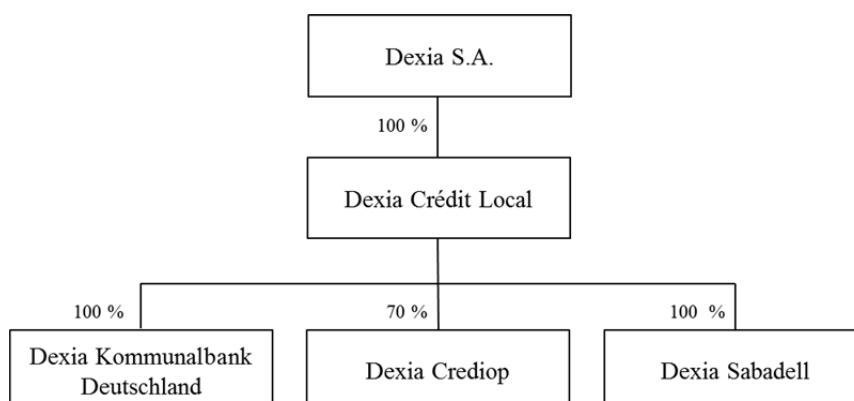 Dexia S.A.
100 %
Dexia Crédit Local
100 %
70 %
100 %
Dexia Kommunalbank
Deutschland
Dexia Crediop
Dexia Sabadell